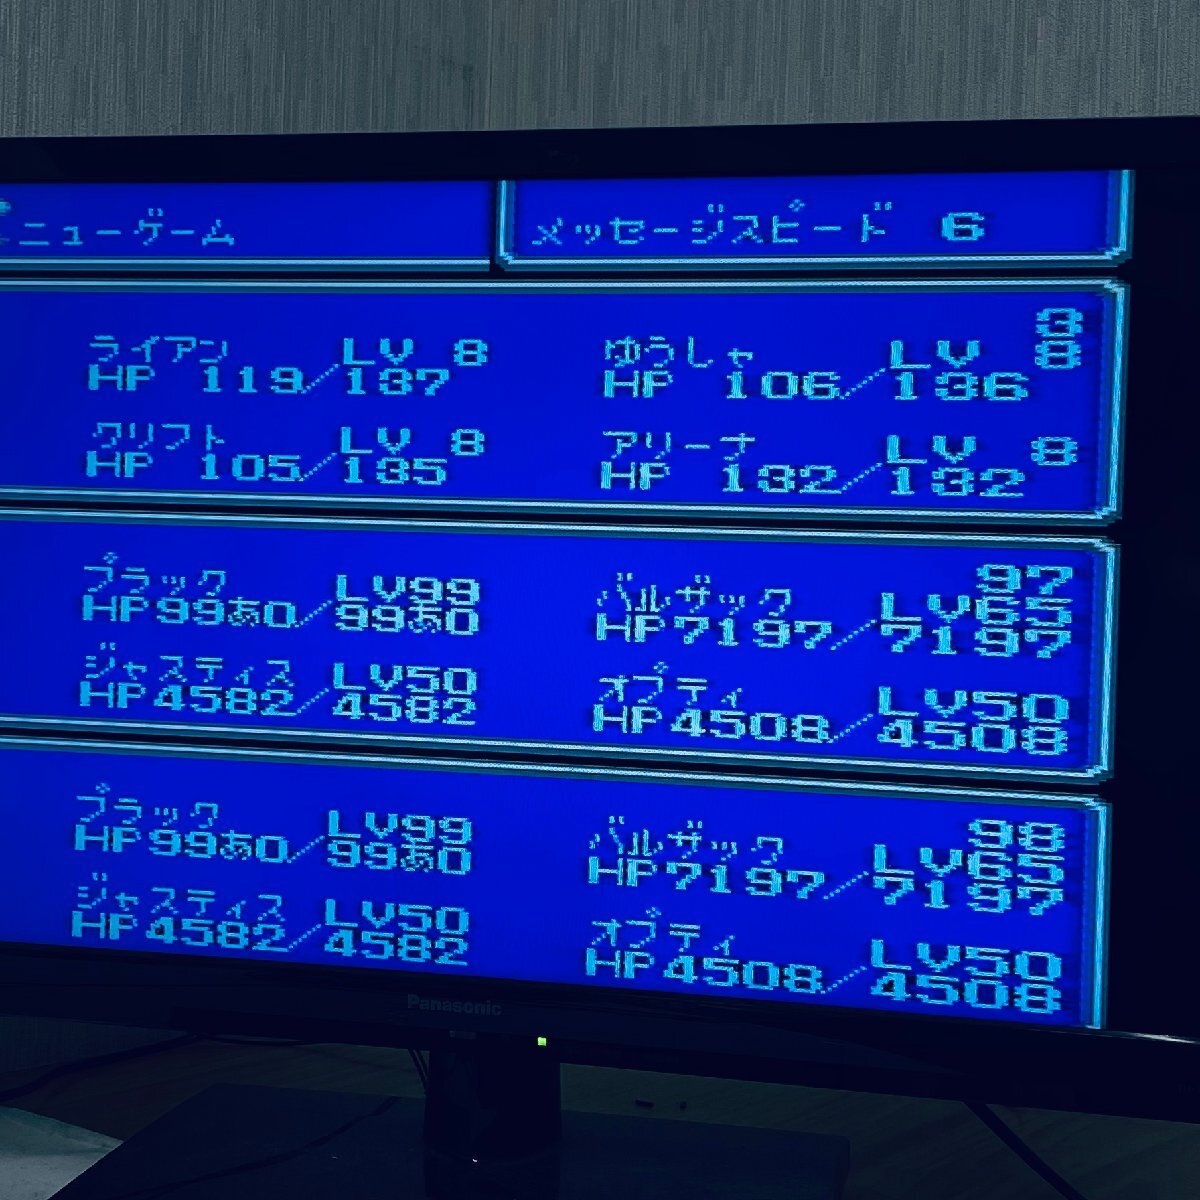 ニューゲーム
メッセージスピード 6
3
ライアン LV 8 ゆうしゃ LV 8
HP 119/137 HP 106/136
クリフト LV 8 アリーナ LV 8
HP 105/135 HP 132/132
97
ブラック LV99 バルザック LV65
HP99あ0/99あ0 HP7197/7197
ジャスティス LV50 オプティ LV50
HP4582/4582 HP4508/4508
98
ブラック LV99 バルザック LV65
HP99あ0/99あ0 HP7197/7197
ジャスティス LV50 オプティ LV50
HP4582/4582 HP4508/4508
Panasonic